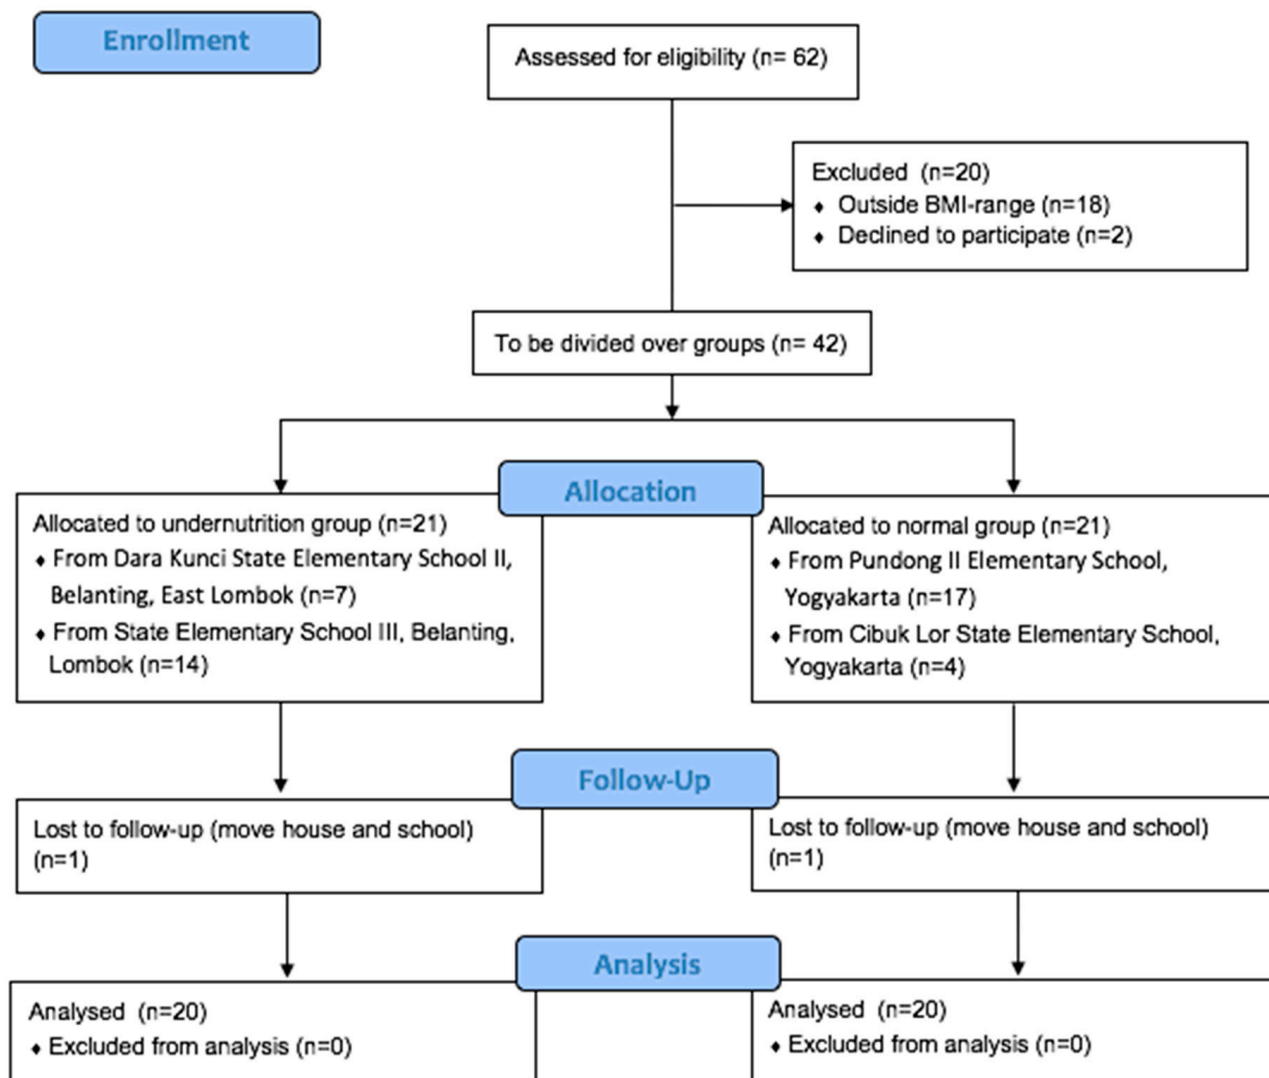 Enrollment
Assessed for eligibility (n= 62)
Excluded (n=20)
♦ Outside BMI-range (n=18)
♦ Declined to participate (n=2)
To be divided over groups (n= 42)
Allocation
Allocated to undernutrition group (n=21)
♦ From Dara Kunci State Elementary School II,
Belanting, East Lombok (n=7)
♦ From State Elementary School III, Belanting,
Lombok (n=14)
Allocated to normal group (n=21)
♦ From Pundong II Elementary School,
Yogyakarta (n=17)
♦ From Cibuk Lor State Elementary School,
Yogyakarta (n=4)
Follow-Up
Lost to follow-up (move house and school)
(n=1)
Lost to follow-up (move house and school)
(n=1)
Analysis
Analysed (n=20)
♦ Excluded from analysis (n=0)
Analysed (n=20)
♦ Excluded from analysis (n=0)